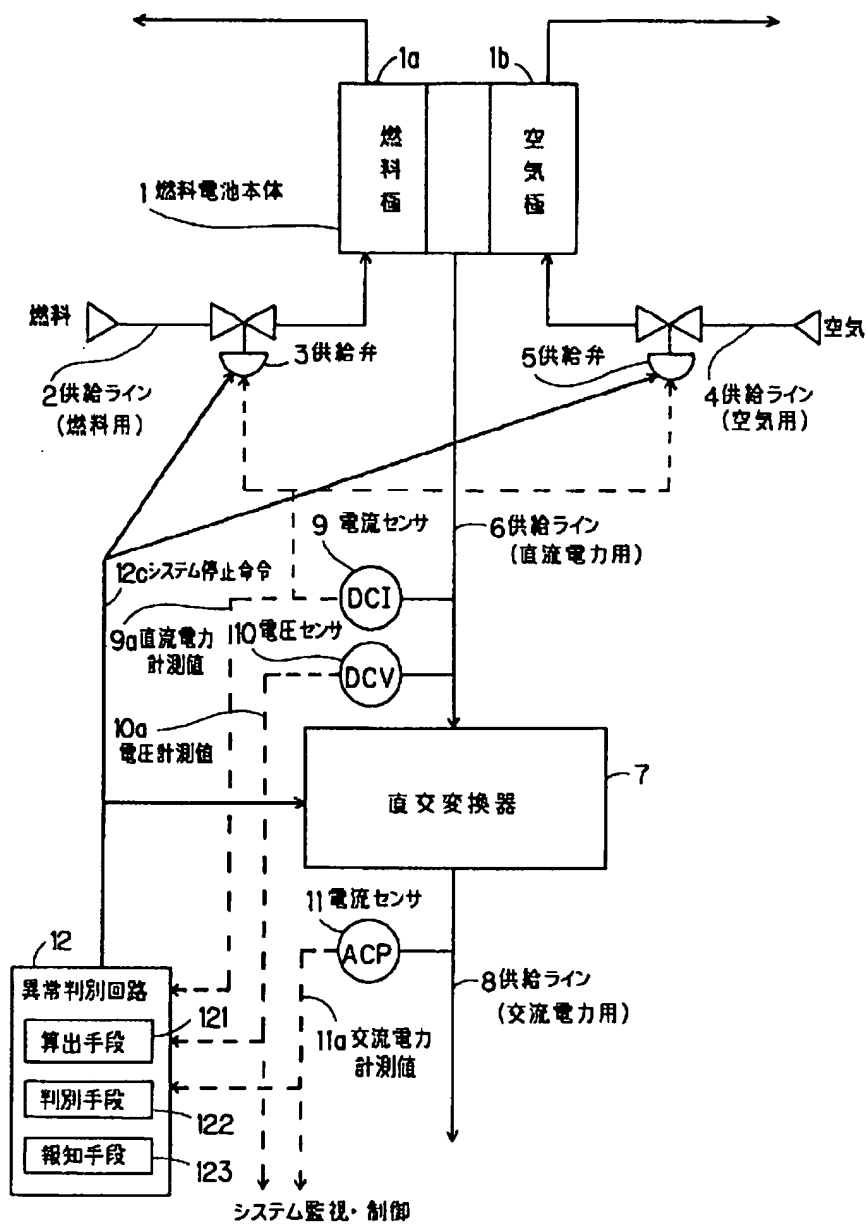 1a
1b
燃料極
空気極
1 燃料電池本体
燃料
3 供給弁
2 供給ライン
(燃料用)
5 供給弁
空気
4 供給ライン
(空気用)
6 供給ライン
(直流電力用)
9 電流センサ
12c システム停止命令
DCI
9a 直流電力
計測値
10 電圧センサ
DCV
10a
電圧計測値
7
直交変換器
11 電流センサ
ACP
12
異常判別回路
121
算出手段
判別手段
122
報知手段
123
11a 交流電力
計測値
8 供給ライン
(交流電力用)
システム監視・制御